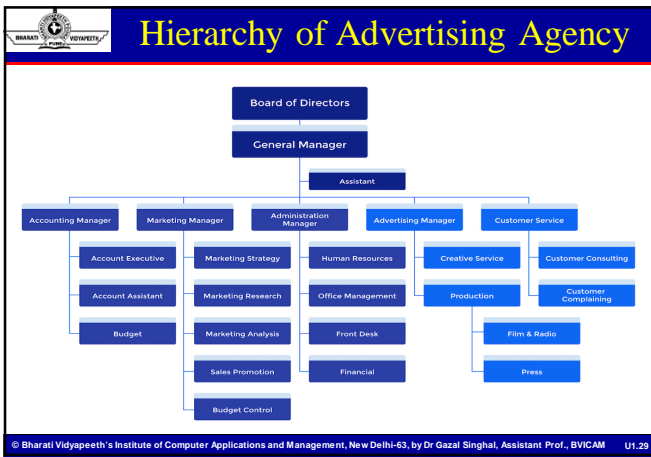 BHARATI
VIDYAPEETH
PUNE
Hierarchy of Advertising Agency
Board of Directors
General Manager
Assistant
Accounting Manager
Marketing Manager
Administration
Manager
Advertising Manager
Customer Service
Account Executive
Marketing Strategy
Human Resources
Creative Service
Customer Consulting
Account Assistant
Marketing Research
Office Management
Production
Customer
Complaining
Budget
Marketing Analysis
Front Desk
Film & Radio
Sales Promotion
Financial
Press
Budget Control
© Bharati Vidyapeeth's Institute of Computer Applications and Management, New Delhi-63, by Dr Gazal Singhal, Assistant Prof., BVICAM U1.29